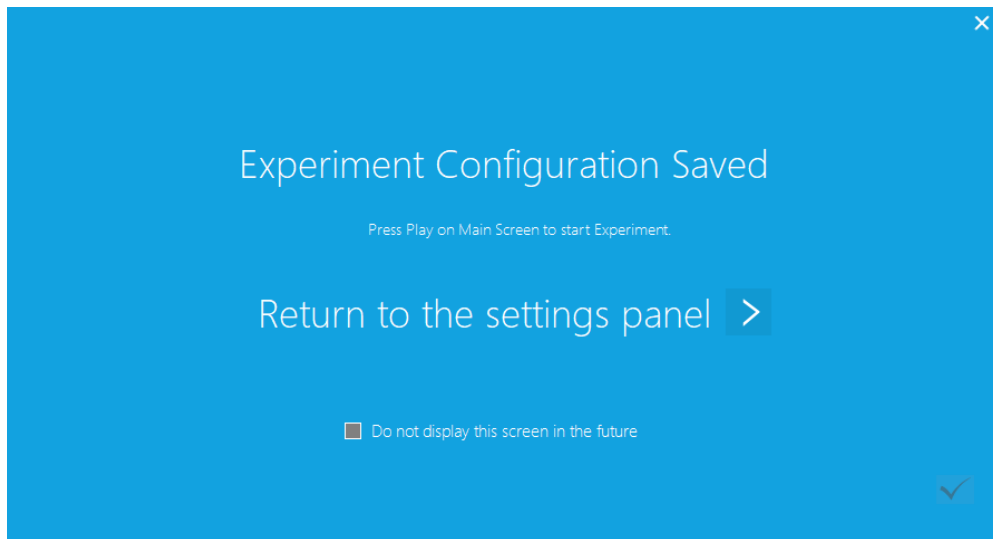 Experiment Configuration Saved
Press Play on Main Screen to start Experiment.
Return to the settings panel
Do not display this screen in the future